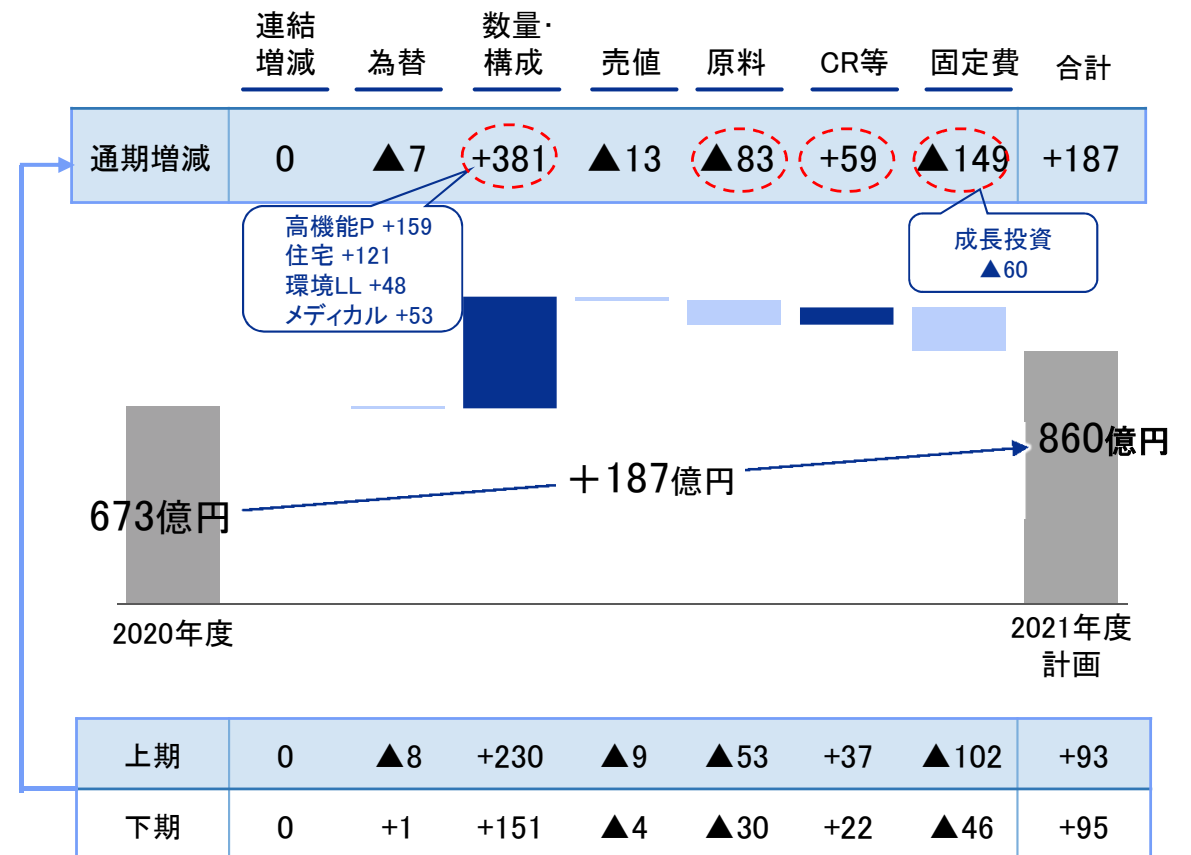 連結
増減
為替
数量・
構成
売値
原料
CR等
固定費
合計
通期増減 0 ▲7 +381 ▲13 ▲83 +59 ▲149 +187
高機能P +159
住宅 +121
環境LL +48
メディカル +53
成長投資
▲60
673億円
＋187億円
860億円
2020年度
2021年度
計画
上期 0 ▲8 +230 ▲9 ▲53 +37 ▲102 +93
下期 0 +1 +151 ▲4 ▲30 +22 ▲46 +95